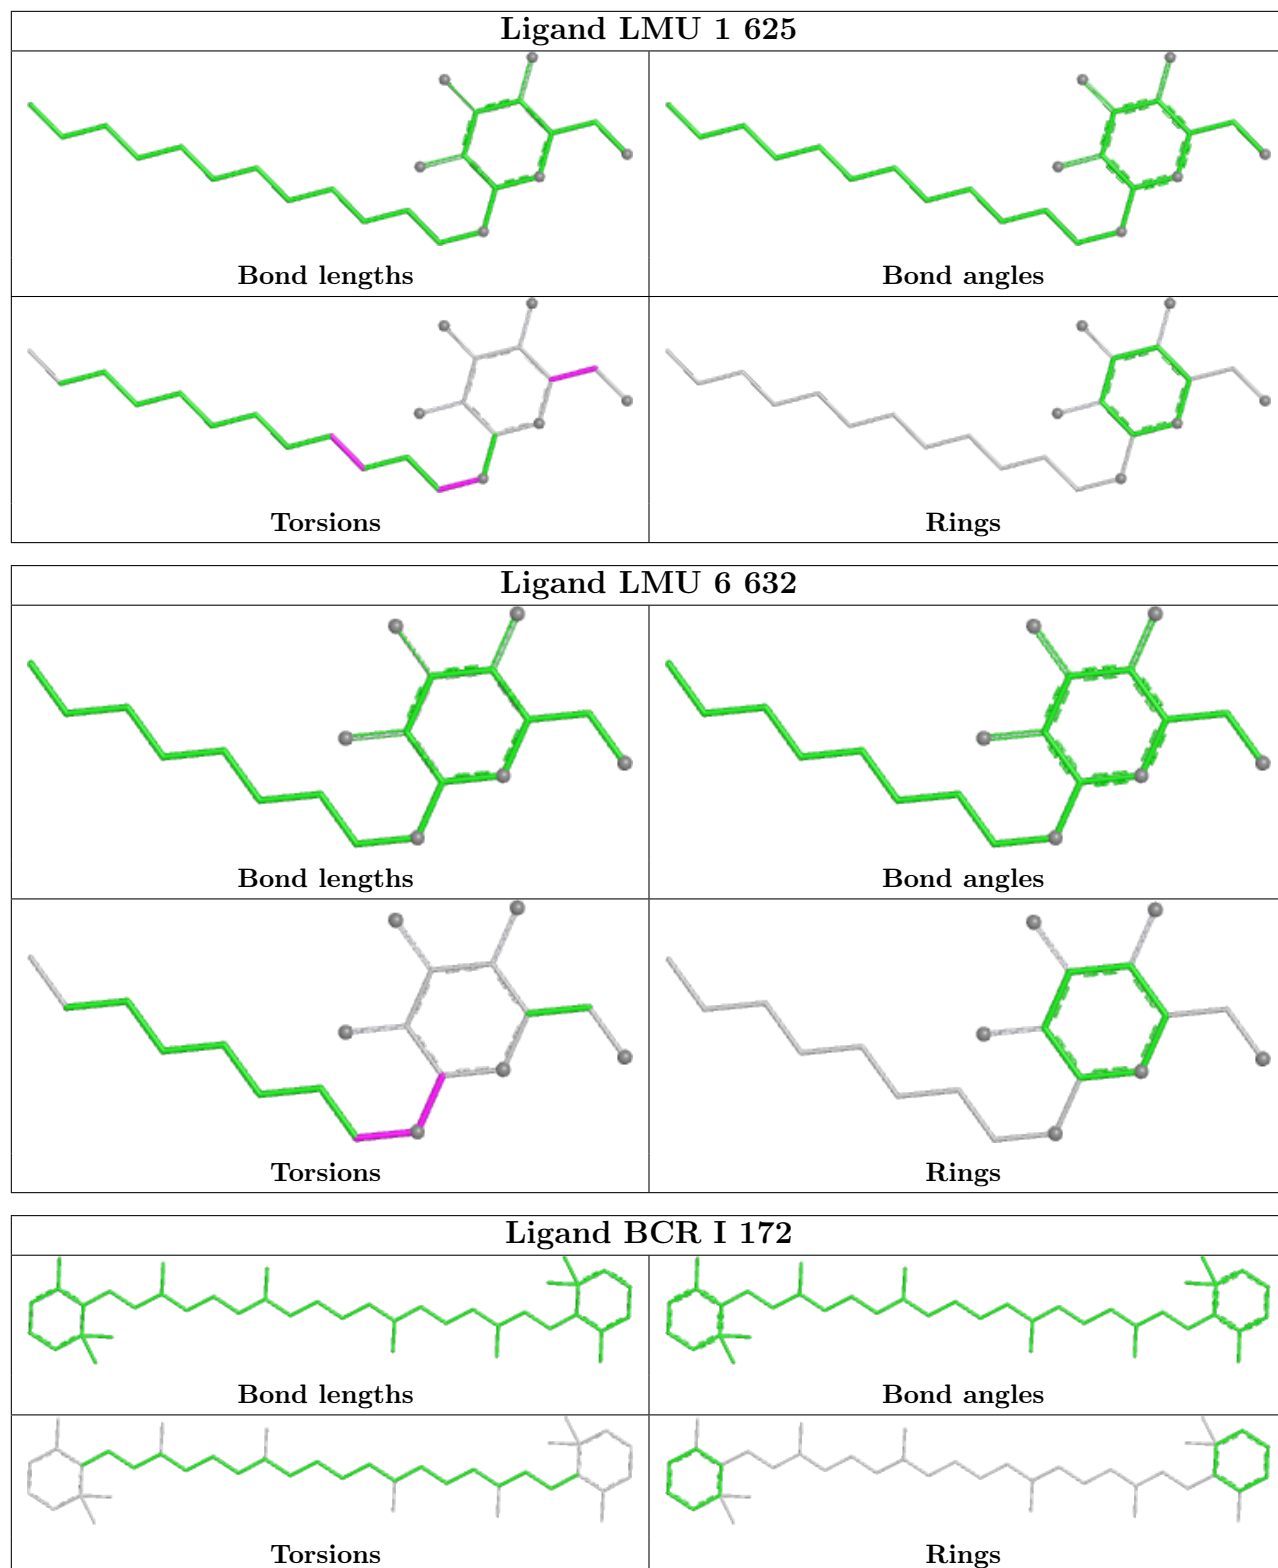 Ligand LMU 1 625
Bond lengths Bond angles
Torsions Rings
Ligand LMU 6 632
Bond lengths Bond angles
Torsions Rings
Ligand BCR I 172
Bond lengths Bond angles
Torsions Rings